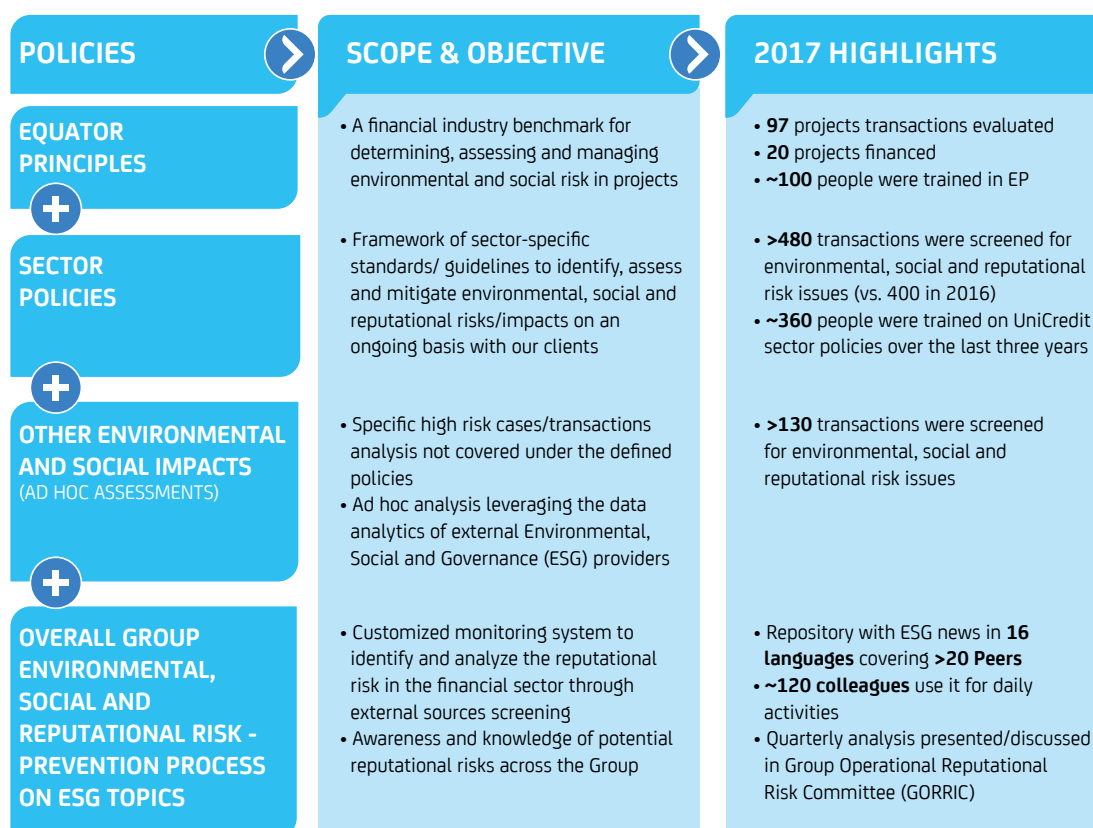 POLICIES
SCOPE & OBJECTIVE
2017 HIGHLIGHTS
EQUATOR
PRINCIPLES
• A financial industry benchmark for
determining, assessing and managing
environmental and social risk in projects
• 97 projects transactions evaluated
• 20 projects financed
• ~100 people were trained in EP
SECTOR
POLICIES
• Framework of sector-specific
standards/ guidelines to identify, assess
and mitigate environmental, social and
reputational risks/impacts on an
ongoing basis with our clients
• >480 transactions were screened for
environmental, social and reputational
risk issues (vs. 400 in 2016)
• ~360 people were trained on UniCredit
sector policies over the last three years
OTHER ENVIRONMENTAL
AND SOCIAL IMPACTS
(AD HOC ASSESSMENTS)
• Specific high risk cases/transactions
analysis not covered under the defined
policies
• Ad hoc analysis leveraging the data
analytics of external Environmental,
Social and Governance (ESG) providers
• >130 transactions were screened
for environmental, social and
reputational risk issues
OVERALL GROUP
ENVIRONMENTAL,
SOCIAL AND
REPUTATIONAL RISK -
PREVENTION PROCESS
ON ESG TOPICS
• Customized monitoring system to
identify and analyze the reputational
risk in the financial sector through
external sources screening
• Awareness and knowledge of potential
reputational risks across the Group
• Repository with ESG news in 16
languages covering >20 Peers
• ~120 colleagues use it for daily
activities
• Quarterly analysis presented/discussed
in Group Operational Reputational
Risk Committee (GORRIC)